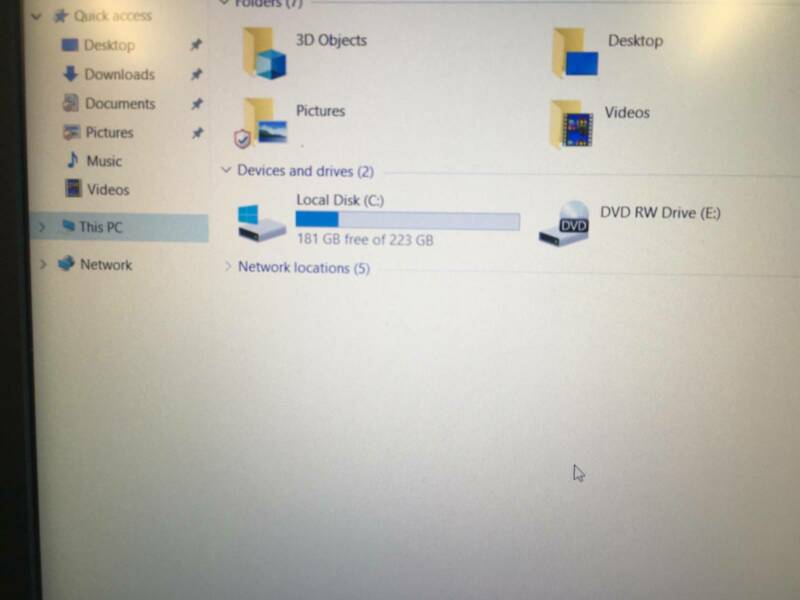 Quick access
Desktop
Downloads
Documents
Pictures
Music
Videos
This PC
Network
Folders (7)
3D Objects
Desktop
Pictures
Videos
Devices and drives (2)
Local Disk (C:)
181 GB free of 223 GB
DVD
DVD RW Drive (E:)
Network locations (5)